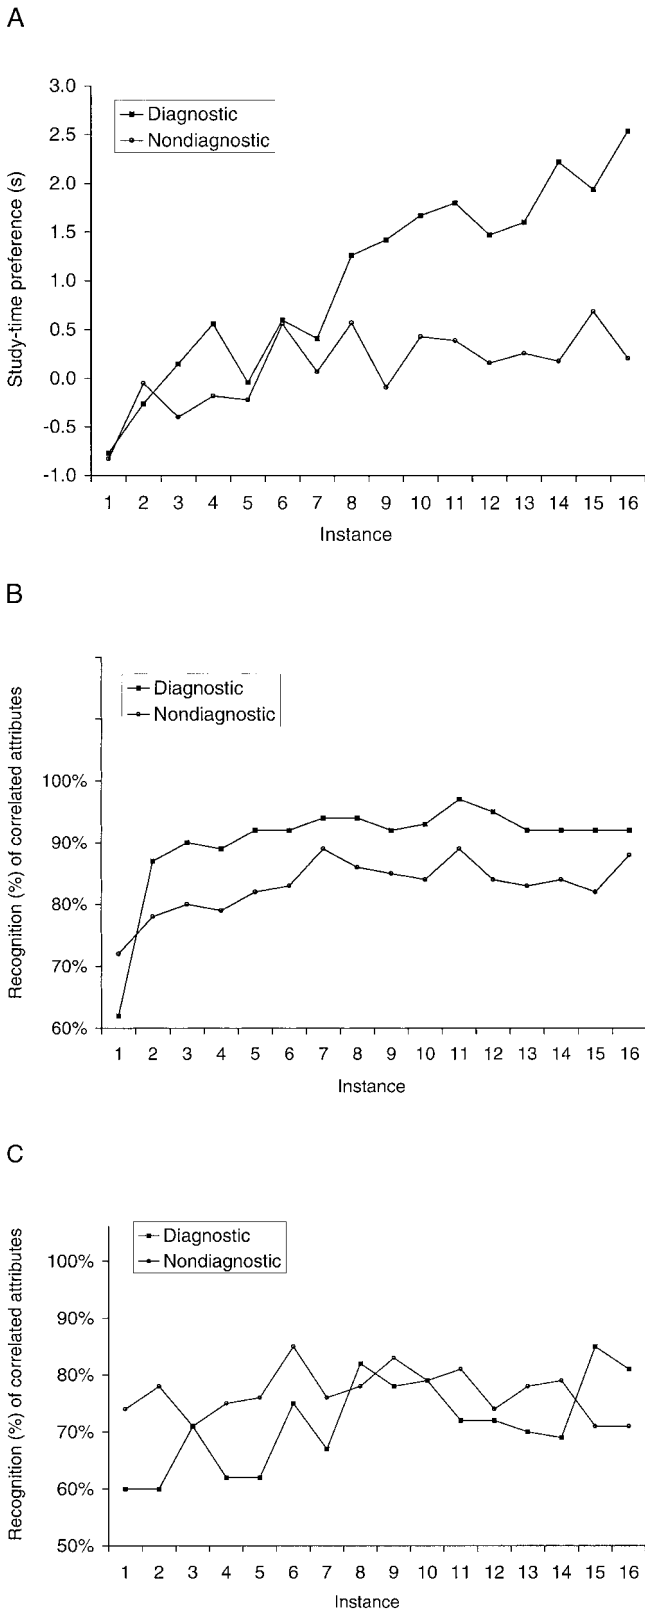 A
3.0
2.5
2.0
1.5
1.0
0.5
0.0
-0.5
-1.0
Study-time preference (s)
Diagnostic
Nondiagnostic
1 2 3 4 5 6 7 8 9 10 11 12 13 14 15 16
Instance
B
100%
90%
80%
70%
60%
Recognition (%) of correlated attributes
Diagnostic
Nondiagnostic
1 2 3 4 5 6 7 8 9 10 11 12 13 14 15 16
Instance
C
100%
90%
80%
70%
60%
50%
Recognition (%) of correlated attributes
Diagnostic
Nondiagnostic
1 2 3 4 5 6 7 8 9 10 11 12 13 14 15 16
Instance